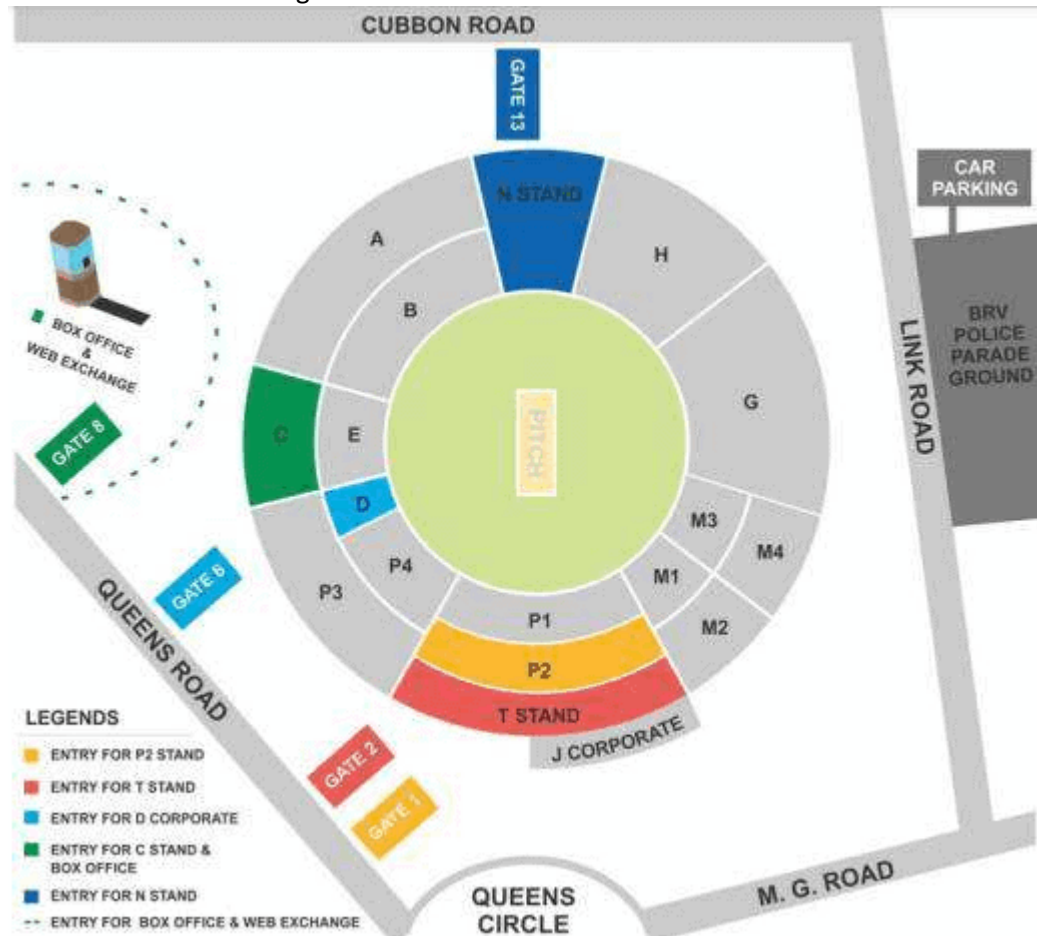 CUBBON ROAD
GATE 13
N STAND
CAR
PARKING
A
H
B
BRV
POLICE
PARADE
GROUND
LINK ROAD
BOX OFFICE
&
WEB EXCHANGE
GATE 8
C
E
PITCH
G
D
M3
M4
P4
M1
P3
GATE 6
P1
M2
P2
QUEENS ROAD
T STAND
J CORPORATE
GATE 2
GATE 1
LEGENDS
ENTRY FOR P2 STAND
ENTRY FOR T STAND
ENTRY FOR D CORPORATE
ENTRY FOR C STAND &
BOX OFFICE
ENTRY FOR N STAND
ENTRY FOR BOX OFFICE & WEB EXCHANGE
QUEENS
CIRCLE
M. G. ROAD